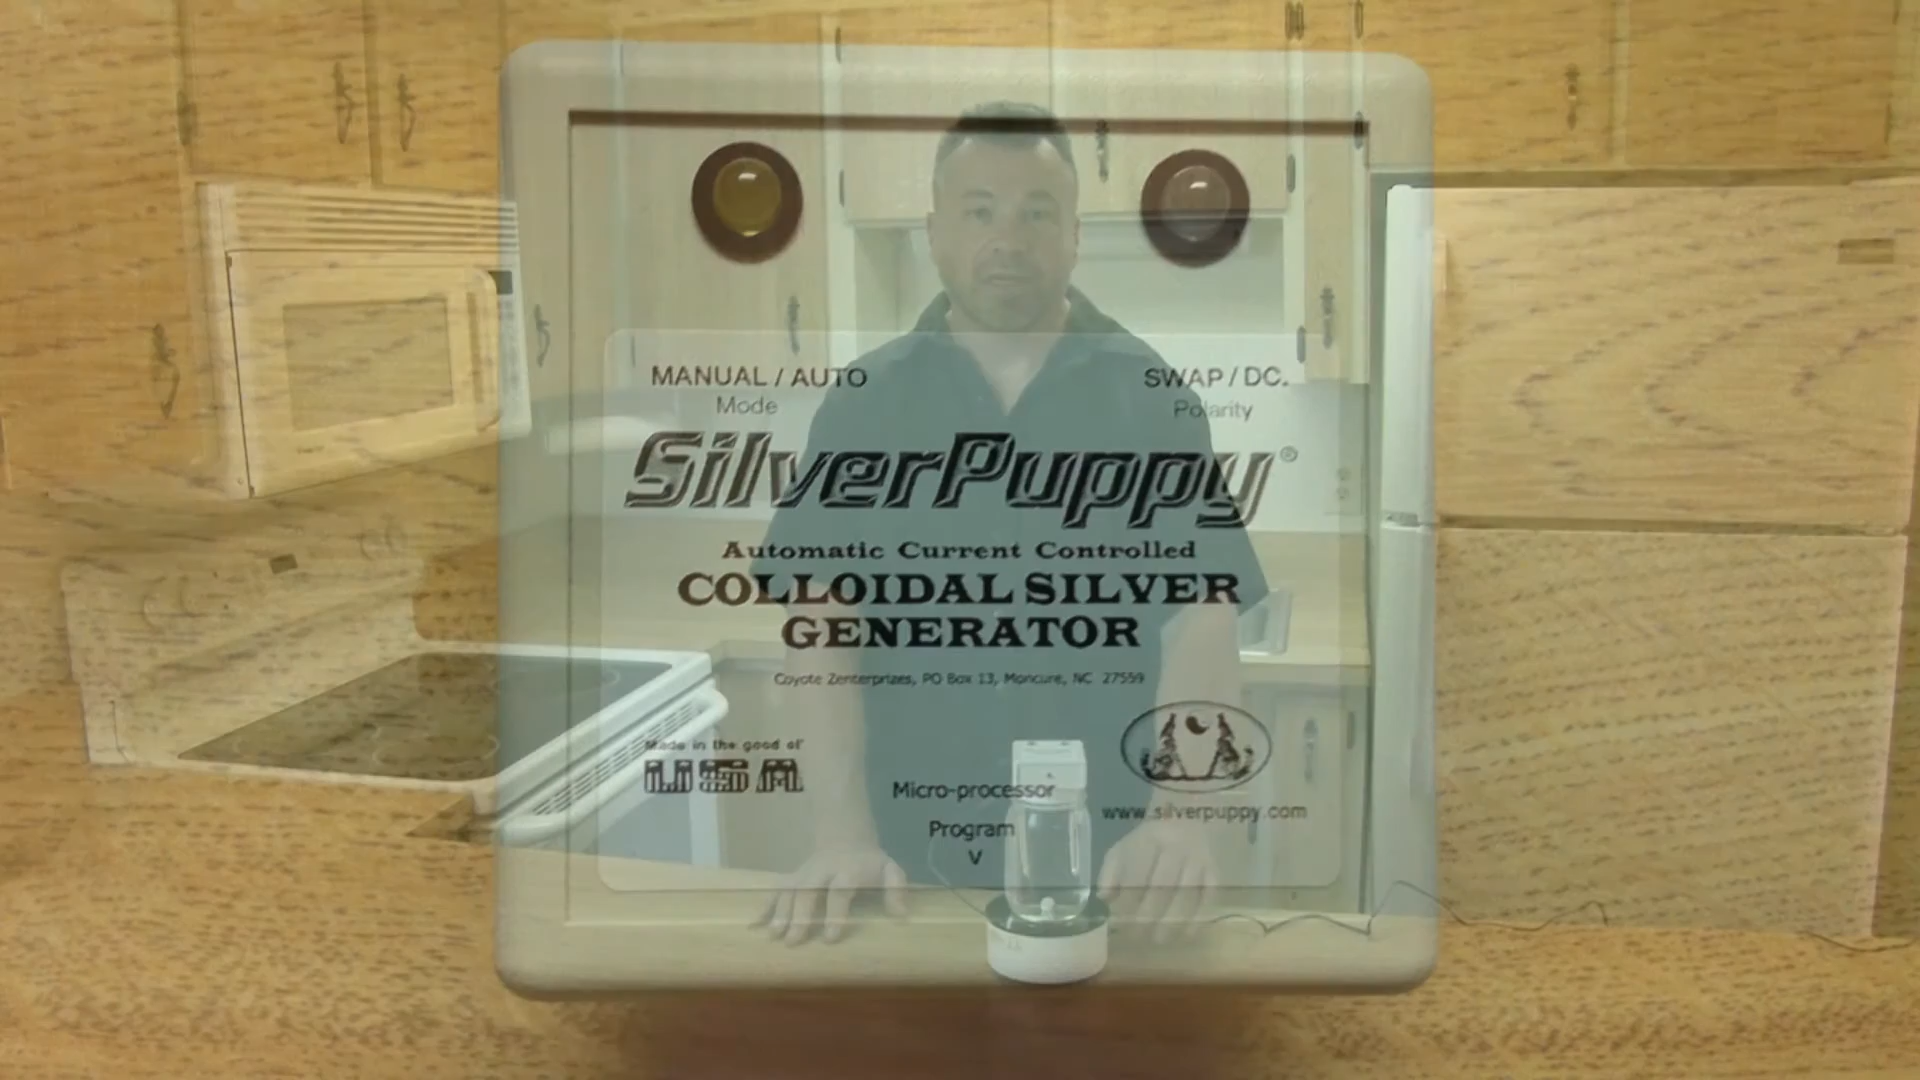 MANUAL / AUTO
Mode
SWAP / DC.
Polarity
SilverPuppy®
Automatic Current Controlled
COLLOIDAL SILVER
GENERATOR
Coyote Zenterprizes, PO Box 13, Moncure, NC 27559
Made in the good ol'
USA
Micro-processor
Program
V
www.silverpuppy.com